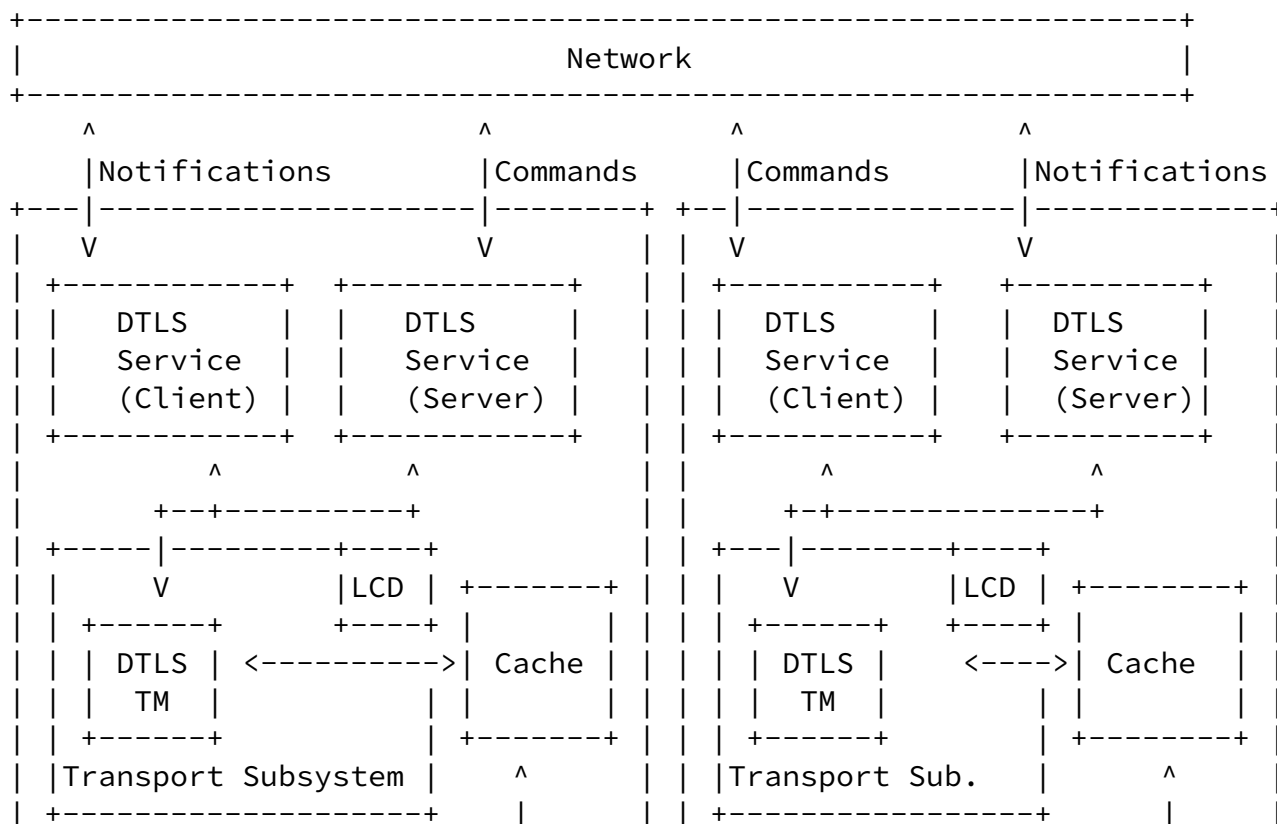 Network
Notifications Commands Commands Notifications
V V V V
DTLS DTLS DTLS DTLS
Service Service Service Service
(Client) (Server) (Client) (Server)
V LCD V LCD
DTLS Cache DTLS Cache
TM TM
Transport Subsystem Transport Sub.